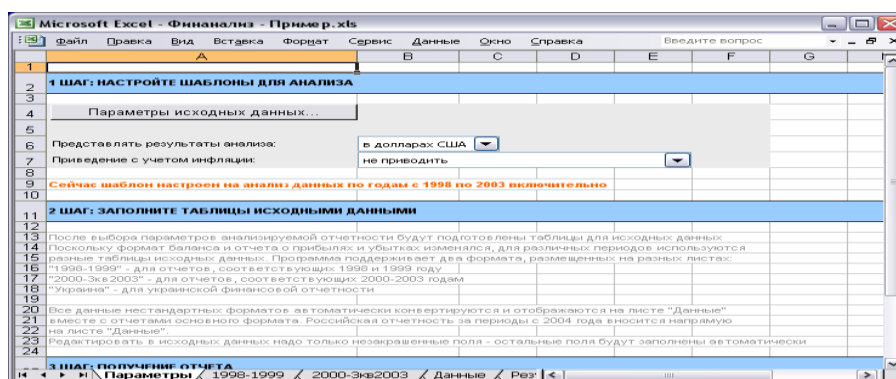 Microsoft Excel - Финанализ - Пример.xls
Файл Правка Вид Вставка Формат Сервис Данные Окно Справка Введите вопрос
A B C D E F G
1
2 1 ШАГ: НАСТРОЙТЕ ШАБЛОНЫ ДЛЯ АНАЛИЗА
3
4 Параметры исходных данных...
5
6 Представлять результаты анализа: в долларах США
7 Приведение с учетом инфляции: не приводить
8
9 Сейчас шаблон настроен на анализ данных по годам с 1998 по 2003 включительно
10
11 2 ШАГ: ЗАПОЛНИТЕ ТАБЛИЦЫ ИСХОДНЫМИ ДАННЫМИ
12
13 После выбора параметров анализируемой отчетности будут подготовлены таблицы для исходных данных
14 Поскольку формат баланса и отчета о прибылях и убытках изменялся, для различных периодов используются
15 разные таблицы исходных данных. Программа поддерживает два формата, размещенных на разных листах:
16 "1998-1999" - для отчетов, соответствующих 1998 и 1999 году
17 "2000-3кв2003" - для отчетов, соответствующих 2000-2003 годам
18 "Украина" - для украинской финансовой отчетности
19
20 Все данные нестандартных форматов автоматически конвертируются и отображаются на листе "Данные"
21 вместе с отчетами основного формата. Российская отчетность за периоды с 2004 года вносится напрямую
22 на листе "Данные".
23 Редактировать в исходных данных надо только незакрашенные поля - остальные поля будут заполнены автоматически
24
3 ШАГ: ПОЛУЧЕНИЕ ОТЧЕТА
Параметры 1998-1999 2000-3кв2003 Данные Рез